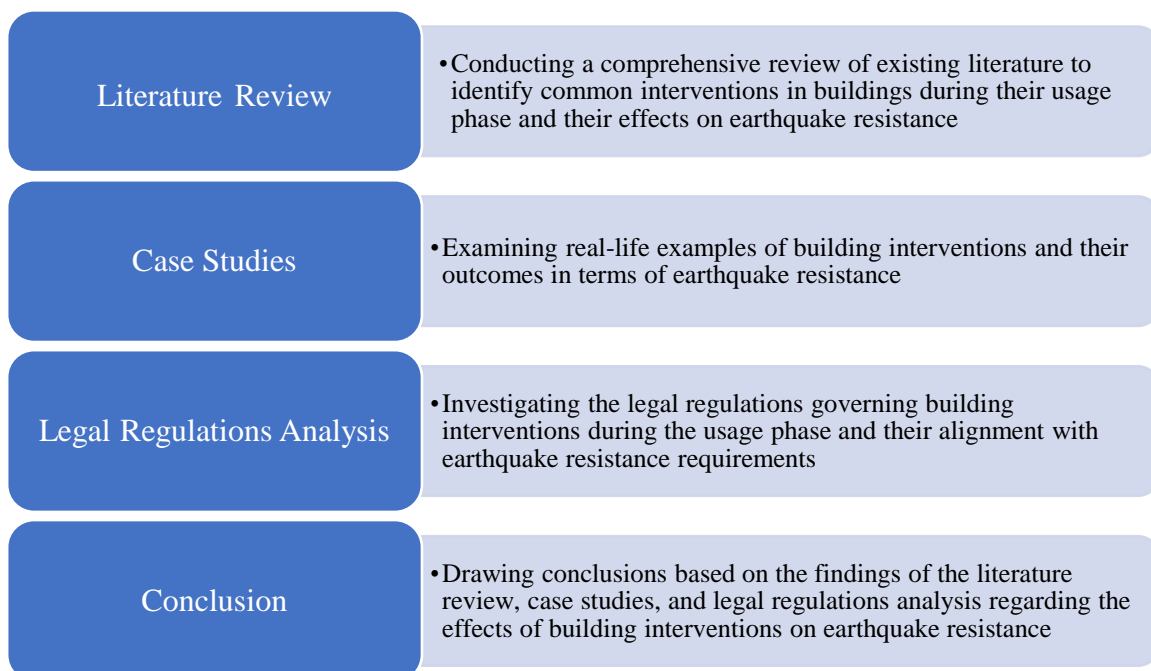 Literature Review
•Conducting a comprehensive review of existing literature to
identify common interventions in buildings during their usage
phase and their effects on earthquake resistance
Case Studies
•Examining real-life examples of building interventions and their
outcomes in terms of earthquake resistance
Legal Regulations Analysis
•Investigating the legal regulations governing building
interventions during the usage phase and their alignment with
earthquake resistance requirements
Conclusion
•Drawing conclusions based on the findings of the literature
review, case studies, and legal regulations analysis regarding the
effects of building interventions on earthquake resistance